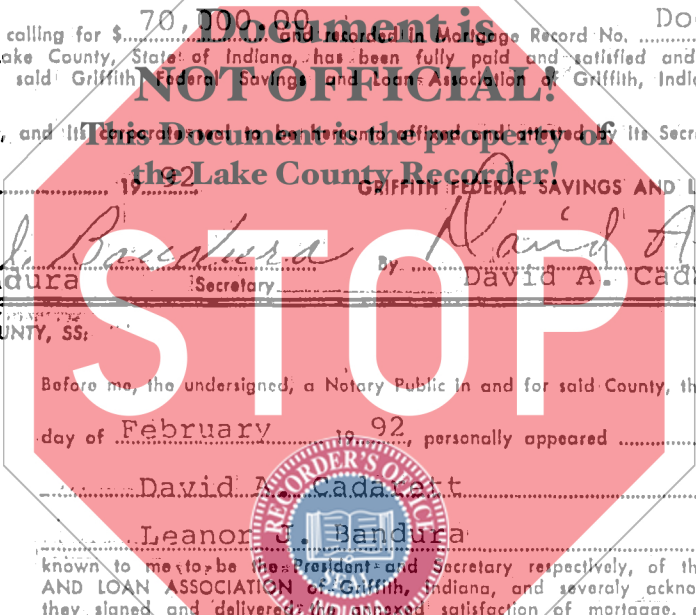 calling for $ 70,000.00 and recorded in Mortgage Record No. Do
ake County, State of Indiana, has been fully paid and satisfied and
said Griffith Federal Savings and Loan Association of Griffith, Indi
Document is
NOT OFFICIAL!
This Document is the property of
the Lake County Recorder!
and its corporate seal to be hereunto affixed and attested by its Secr
19 92 GRIFFITH FEDERAL SAVINGS AND L
STOP
J. Bandura By David A.
dura Secretary David A. Cad
UNTY, SS:
Before me, the undersigned, a Notary Public in and for said County, th
day of February 19 92, personally appeared
David A. Cadarett
Leanor J. Bandura
RECORDER'S OFFICE
known to me to be the President and Secretary respectively, of th
AND LOAN ASSOCIATION of Griffith, Indiana, and severally ackno
they signed and delivered the annexed satisfaction of mortgage,